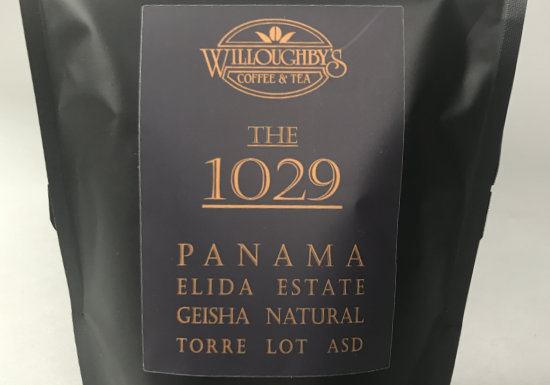 WILLOUGHBY'S
COFFEE & TEA
THE
1029
PANAMA
ELIDA ESTATE
GEISHA NATURAL
TORRE LOT ASD